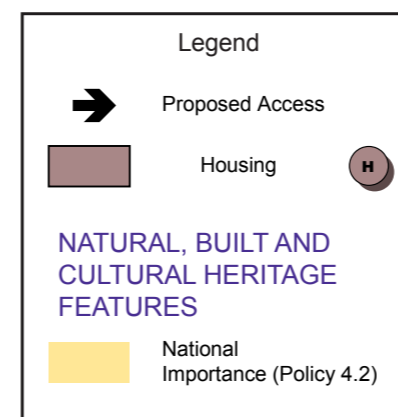 Legend
Proposed Access
Housing
H
NATURAL, BUILT AND
CULTURAL HERITAGE
FEATURES
National
Importance (Policy 4.2)